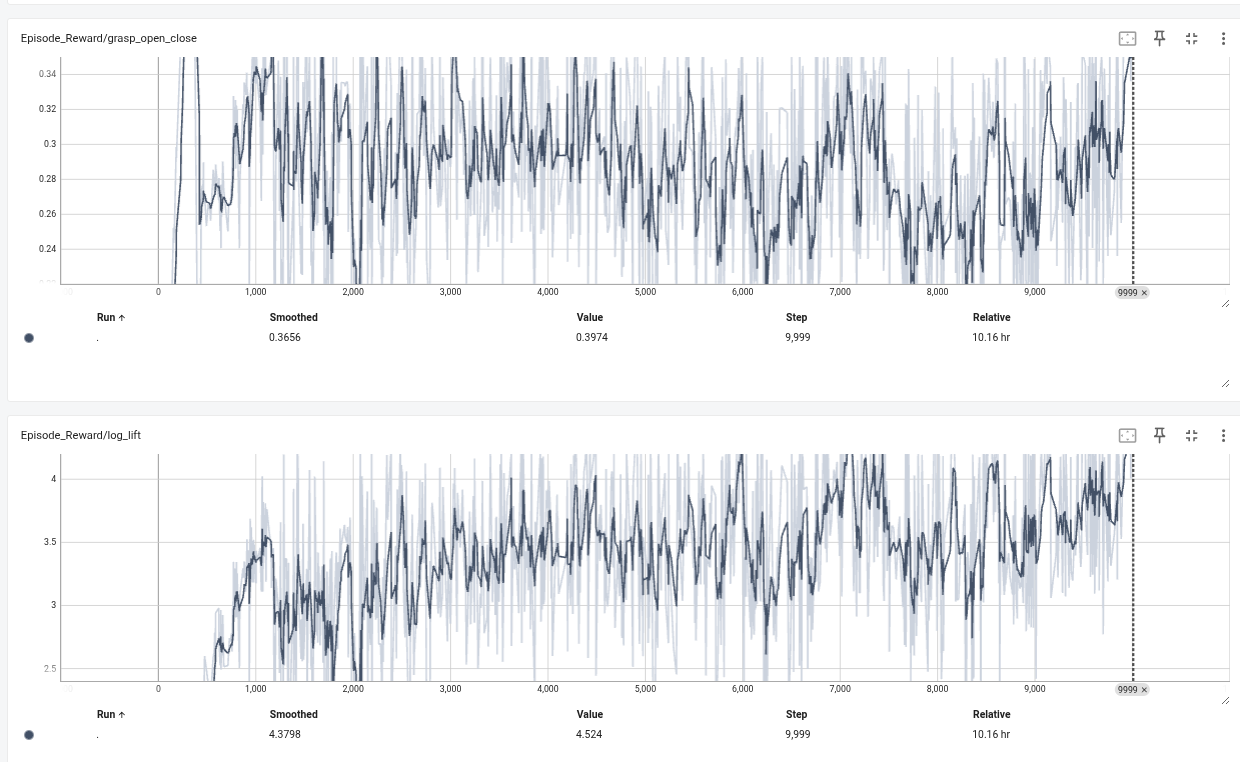 Episode_Reward/grasp_open_close
0.34
0.32
0.3
0.28
0.26
0.24
0 1,000 2,000 3,000 4,000 5,000 6,000 7,000 8,000 9,000 9999 ×
Run ↑ Smoothed Value Step Relative
. 0.3656 0.3974 9,999 10.16 hr
Episode_Reward/log_lift
4
3.5
3
2.5
0 1,000 2,000 3,000 4,000 5,000 6,000 7,000 8,000 9,000 9999 ×
Run ↑ Smoothed Value Step Relative
. 4.3798 4.524 9,999 10.16 hr